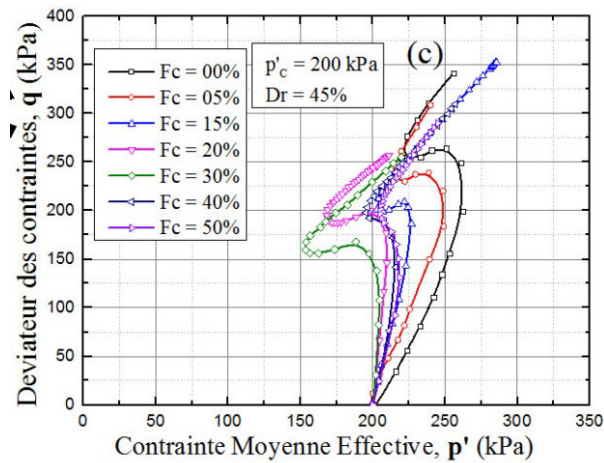 Deviateur des contraintes, q (kPa)
400
350
300
250
200
150
100
50
0
(c)
Fc = 00%
Fc = 05%
Fc = 15%
Fc = 20%
Fc = 30%
Fc = 40%
Fc = 50%
p'c = 200 kPa
Dr = 45%
0 50 100 150 200 250 300 350
Contrainte Moyenne Effective, p' (kPa)